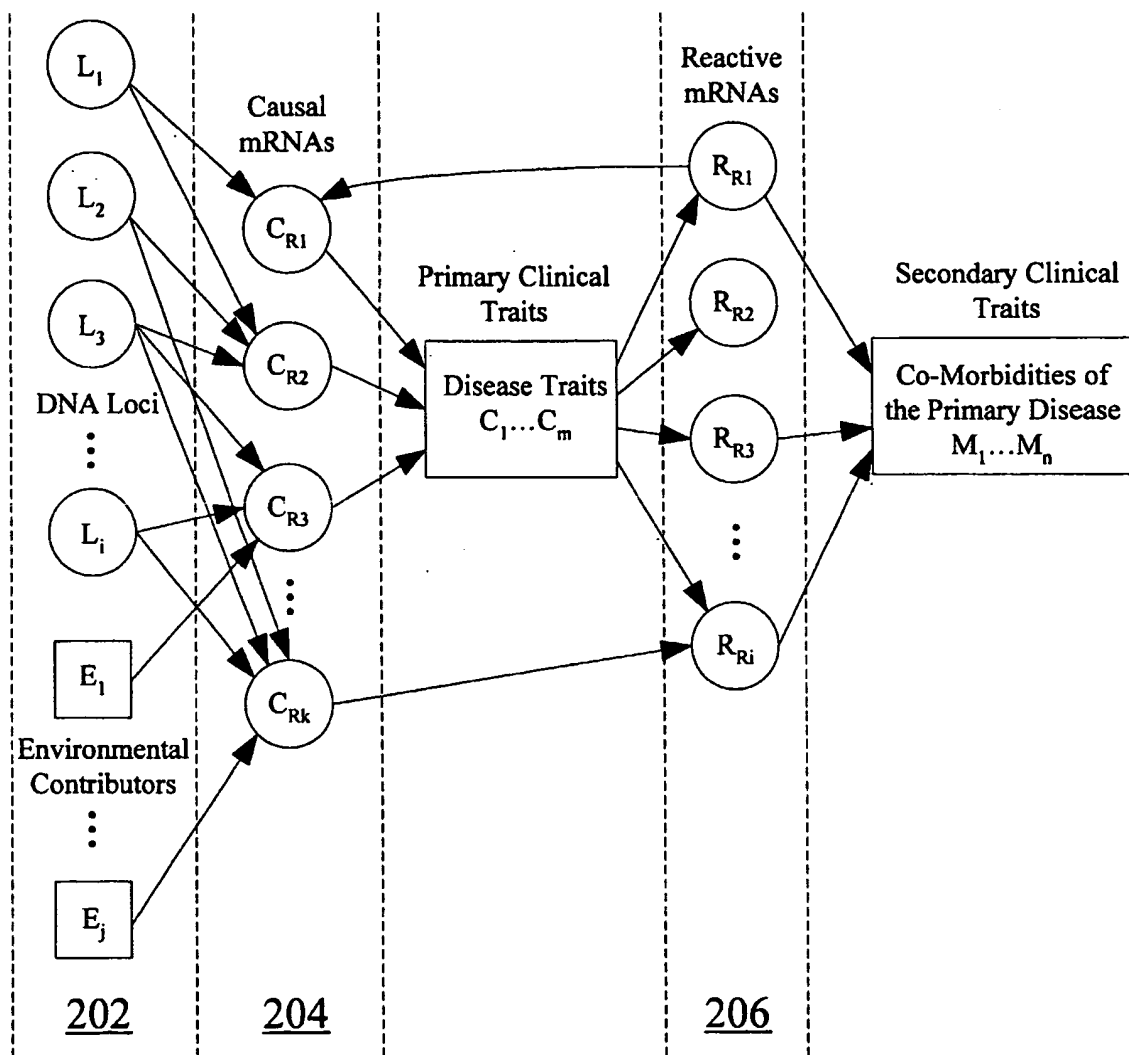 L1
L2
L3
DNA Loci
Li
E1
Environmental
Contributors
Ej
202
Causal
mRNAs
CR1
CR2
CR3
CRk
204
Primary Clinical
Traits
Disease Traits
C1...Cm
Reactive
mRNAs
RR1
RR2
RR3
RRi
206
Secondary Clinical
Traits
Co-Morbidities of
the Primary Disease
M1...Mn